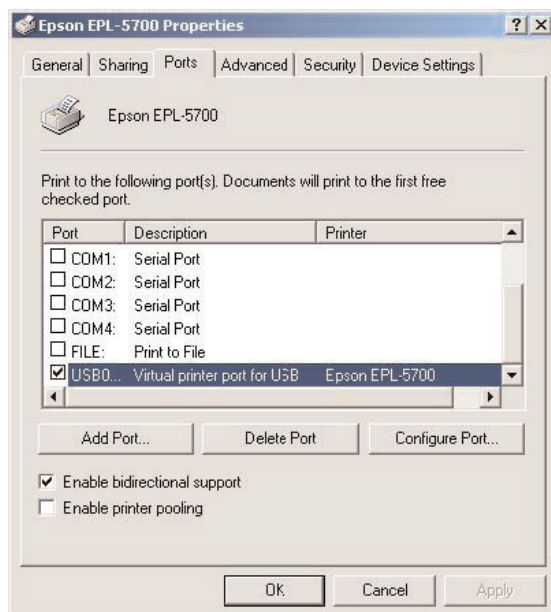 Epson EPL-5700 Properties
General Sharing Ports Advanced Security Device Settings
Epson EPL-5700
Print to the following port(s). Documents will print to the first free
checked port.
Port Description Printer
COM1: Serial Port
COM2: Serial Port
COM3: Serial Port
COM4: Serial Port
FILE: Print to File
USB0... Virtual printer port for USB Epson EPL-5700
Add Port... Delete Port Configure Port...
Enable bidirectional support
Enable printer pooling
OK Cancel Apply